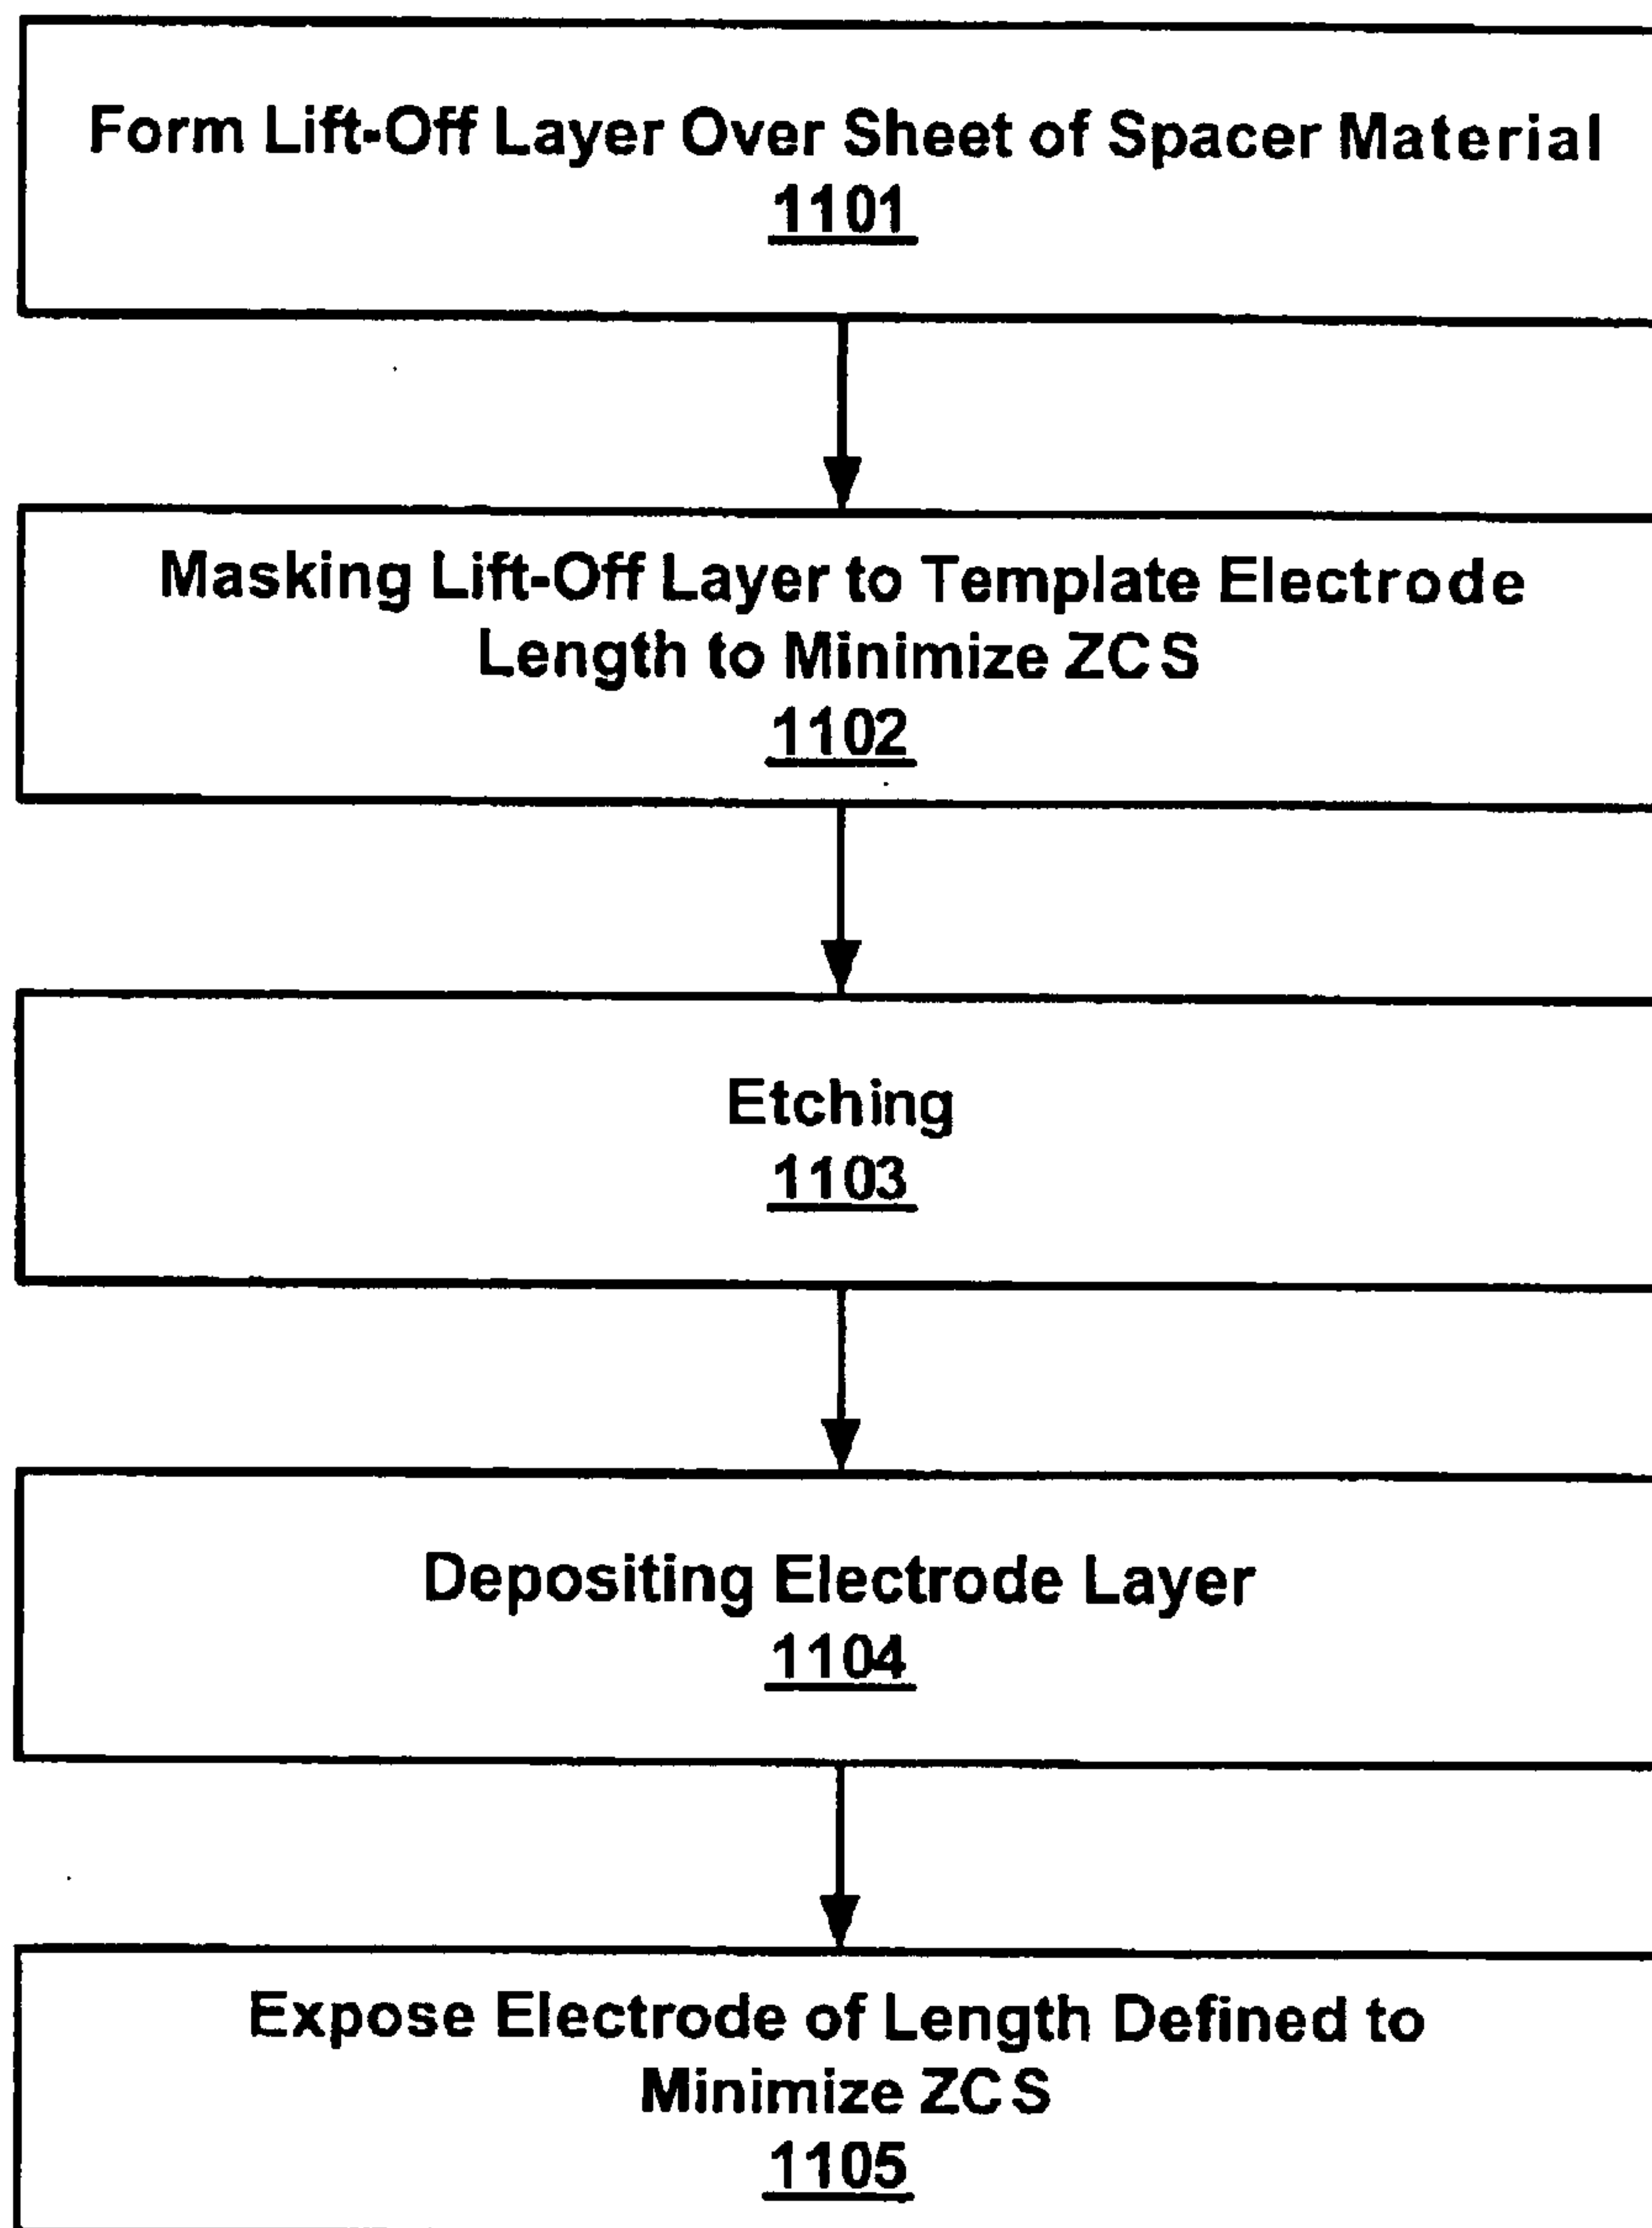 Form Lift-Off Layer Over Sheet of Spacer Material
1101
Masking Lift-Off Layer to Template Electrode
Length to Minimize ZCS
1102
Etching
1103
Depositing Electrode Layer
1104
Expose Electrode of Length Defined to
Minimize ZCS
1105